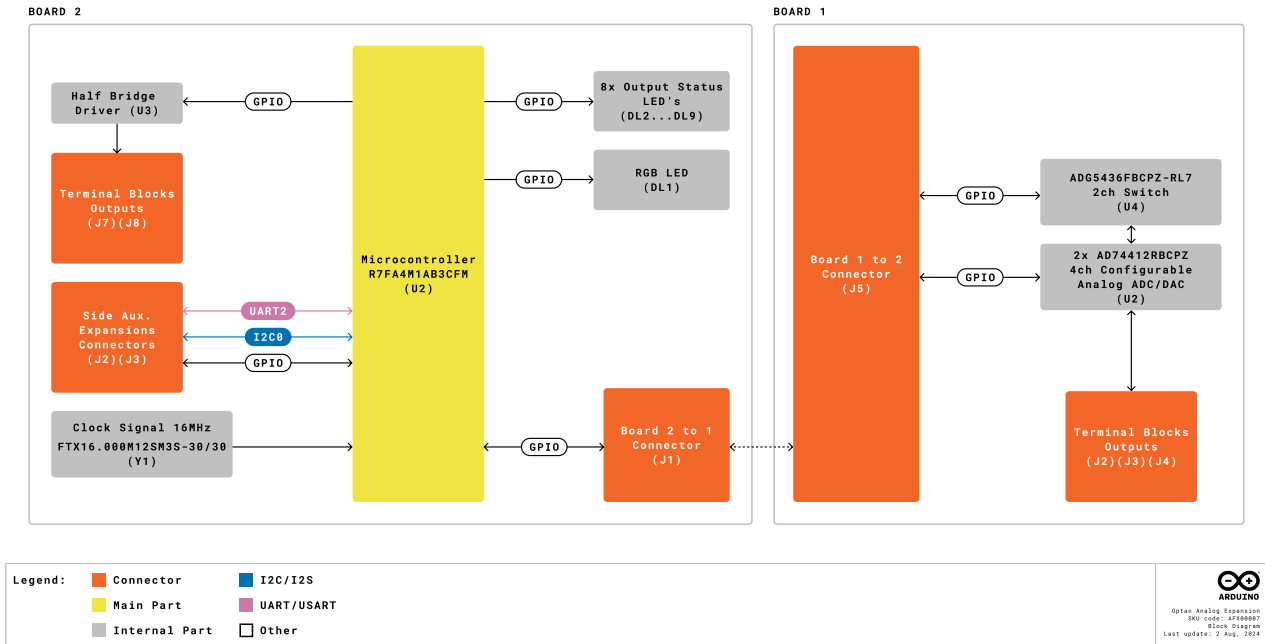 BOARD 2
Half Bridge
Driver (U3)
GPIO
Terminal Blocks
Outputs
(J7)(J8)
Side Aux.
Expansions
Connectors
(J2)(J3)
UART2
I2C0
GPIO
Clock Signal 16MHz
FTX16.000M12SM3S-30/30
(Y1)
Microcontroller
R7FA4M1AB3CFM
(U2)
GPIO
8x Output Status
LED's
(DL2...DL9)
GPIO
RGB LED
(DL1)
GPIO
Board 2 to 1
Connector
(J1)
BOARD 1
Board 1 to 2
Connector
(J5)
GPIO
ADG5436FBCPZ-RL7
2ch Switch
(U4)
GPIO
2x AD74412RBCPZ
4ch Configurable
Analog ADC/DAC
(U2)
Terminal Blocks
Outputs
(J2)(J3)(J4)
Legend:
Connector
Main Part
Internal Part
I2C/I2S
UART/USART
Other
ARDUINO
Optan Analog Expansion
SKU code: AFX00007
Block Diagram
Last update: 2 Aug, 2024